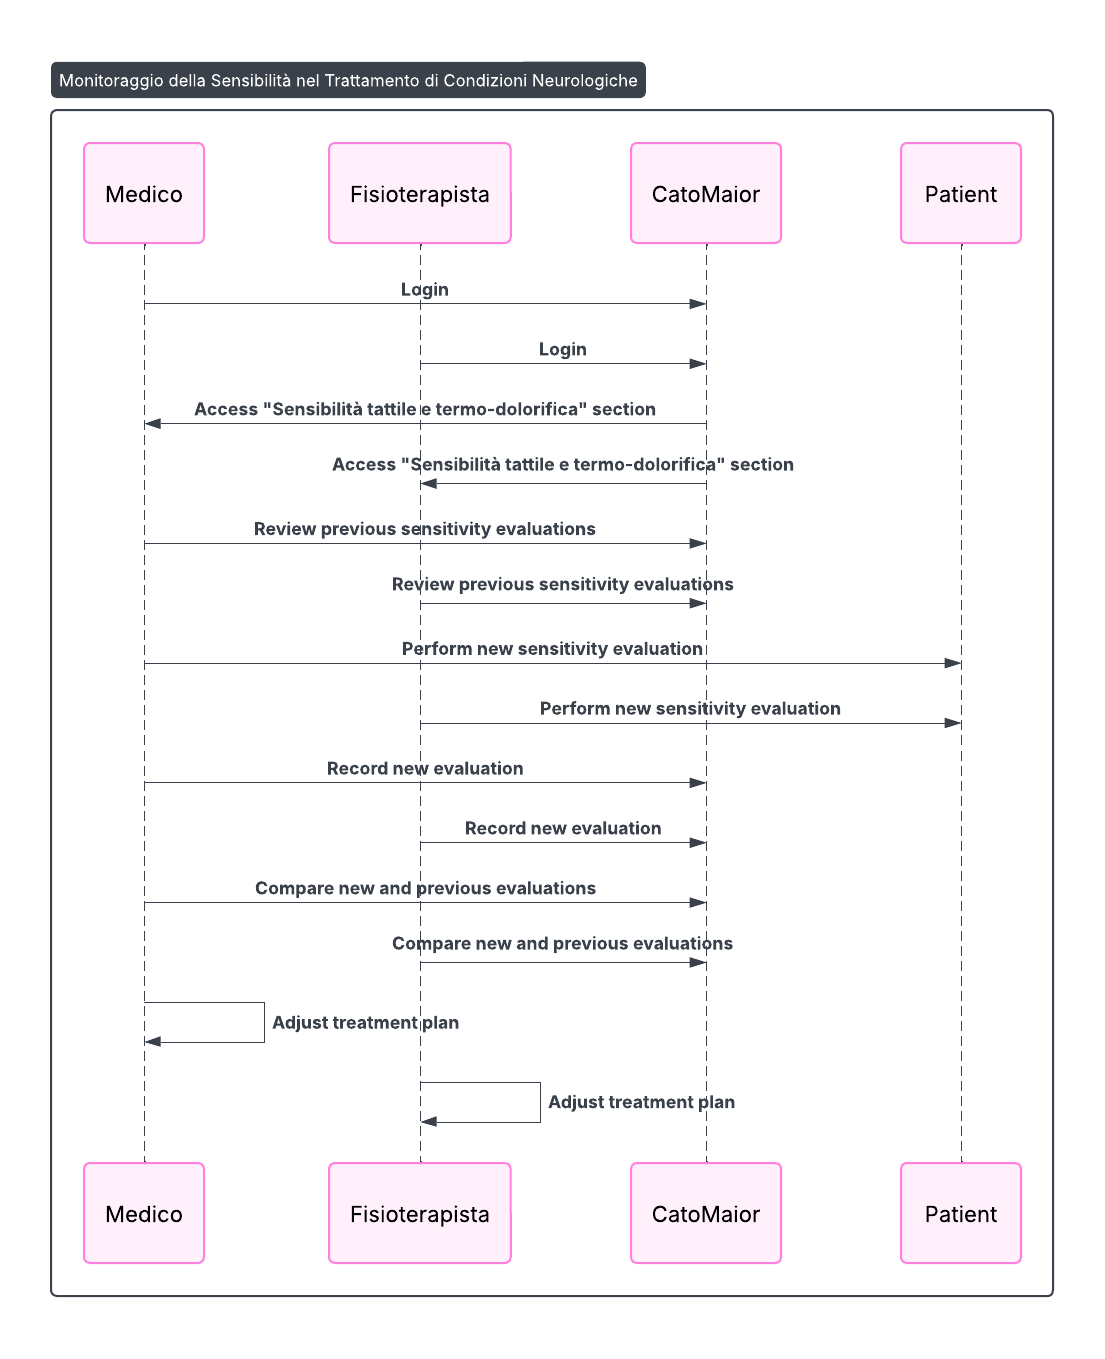 Monitoraggio della Sensibilità nel Trattamento di Condizioni Neurologiche
Medico
Fisioterapista
CatoMaior
Patient
Login
Login
Access "Sensibilità tattile e termo-dolorifica" section
Access "Sensibilità tattile e termo-dolorifica" section
Review previous sensitivity evaluations
Review previous sensitivity evaluations
Perform new sensitivity evaluation
Perform new sensitivity evaluation
Record new evaluation
Record new evaluation
Compare new and previous evaluations
Compare new and previous evaluations
Adjust treatment plan
Adjust treatment plan
Medico
Fisioterapista
CatoMaior
Patient